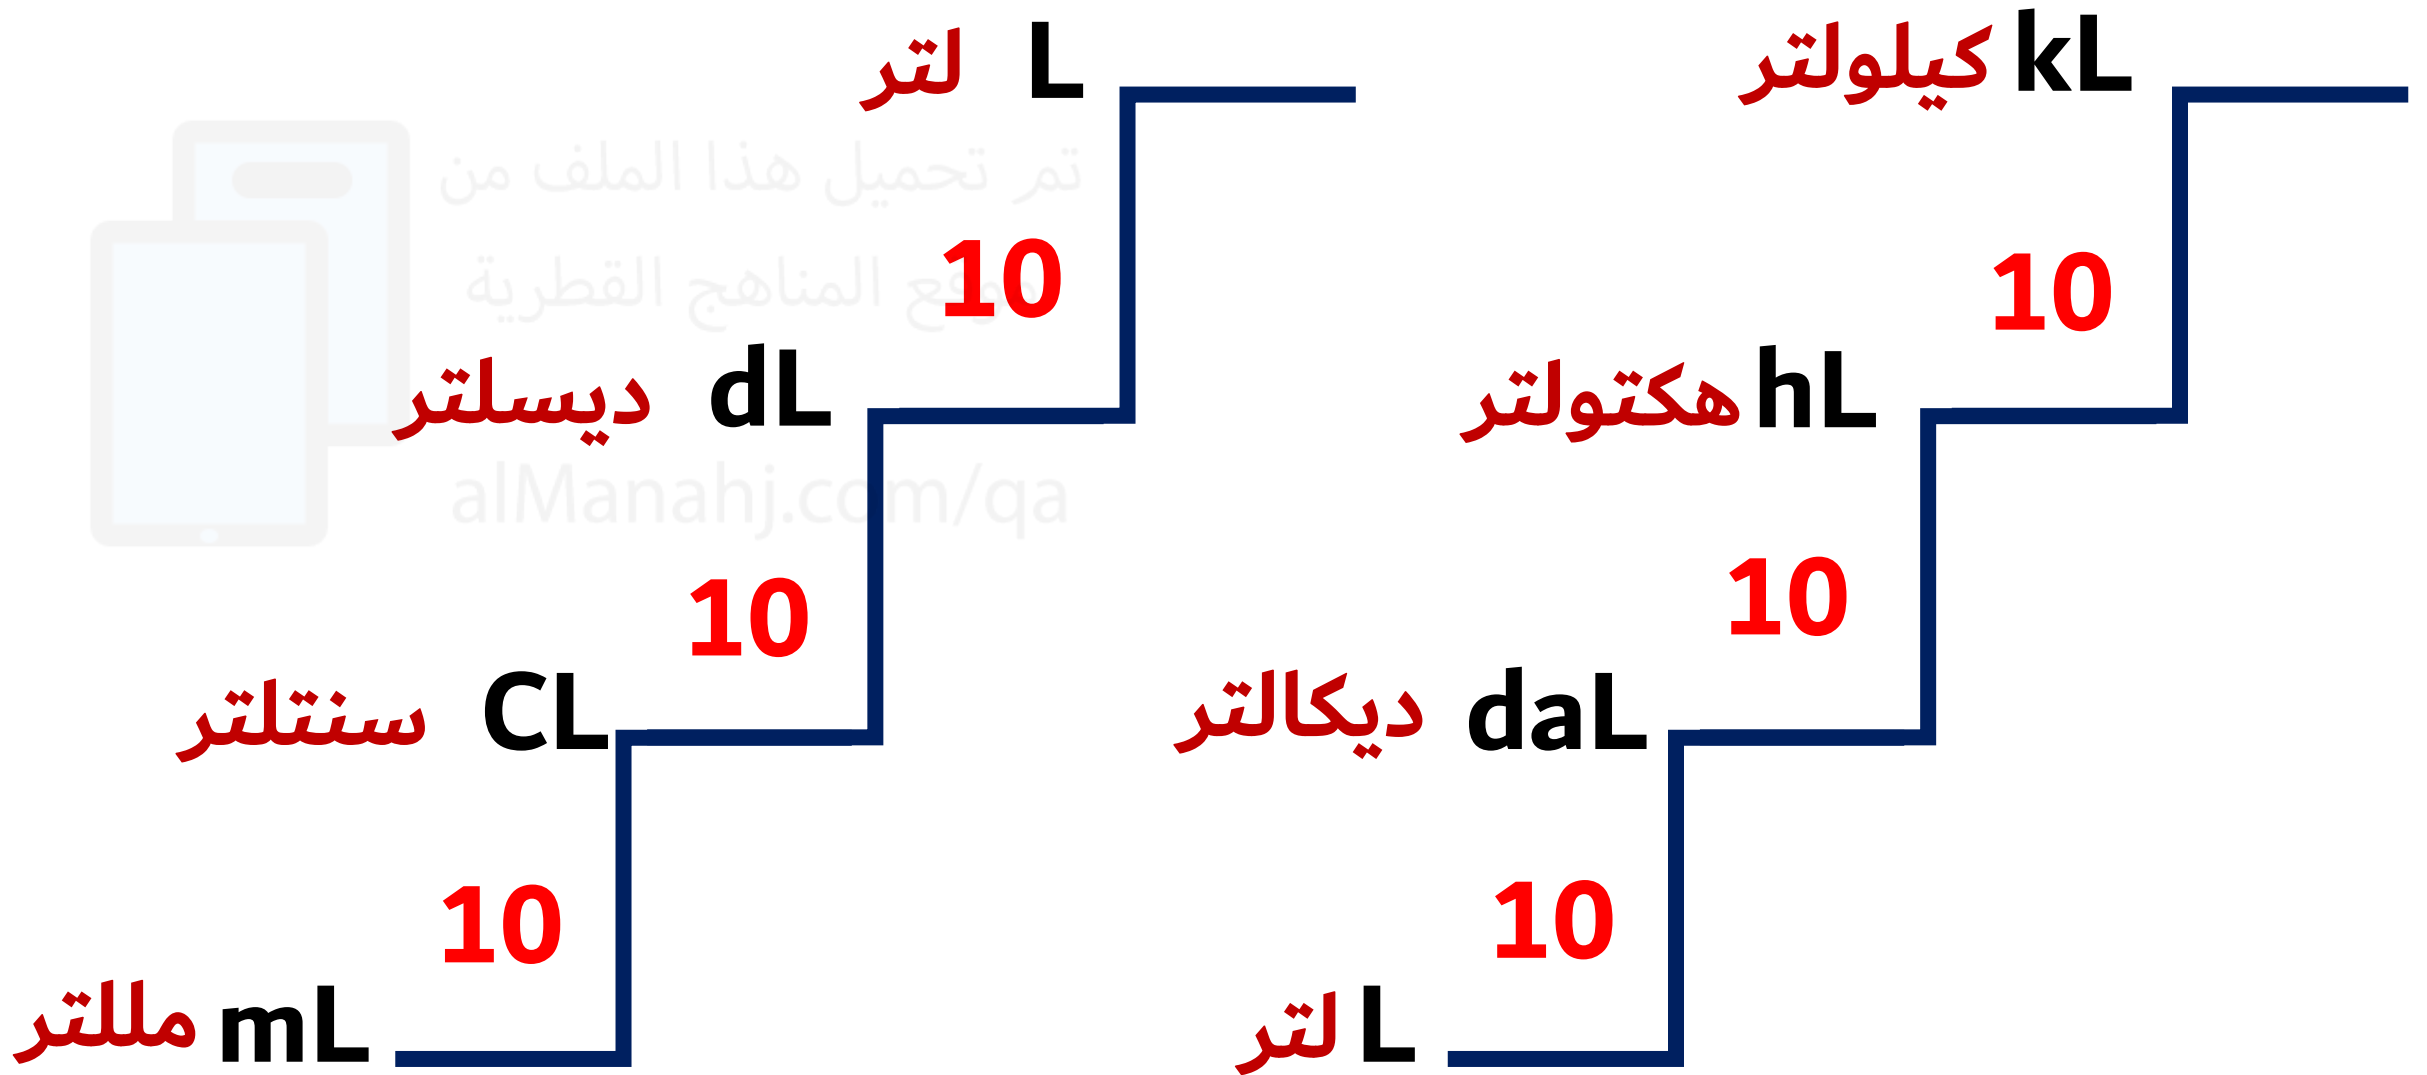 كيلولتر kL
لتر L
تم تحميل هذا الملف من
10
10
موقع المناهج القطرية
هكتولتر hL
ديسلتر dL
alManahj.com/qa
10
10
ديكالتر daL
سنتلتر CL
10
10
لتر L
مللتر mL